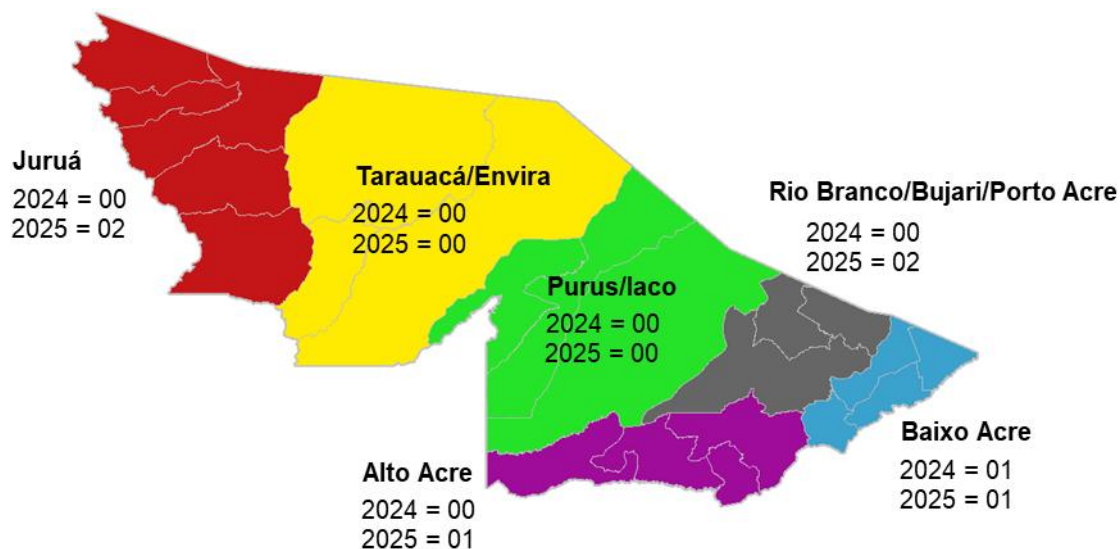 Juruá
2024 = 00
2025 = 02
Tarauacá/Envira
2024 = 00
2025 = 00
Rio Branco/Bujari/Porto Acre
2024 = 00
2025 = 02
Purus/Iaco
2024 = 00
2025 = 00
Alto Acre
2024 = 00
2025 = 01
Baixo Acre
2024 = 01
2025 = 01